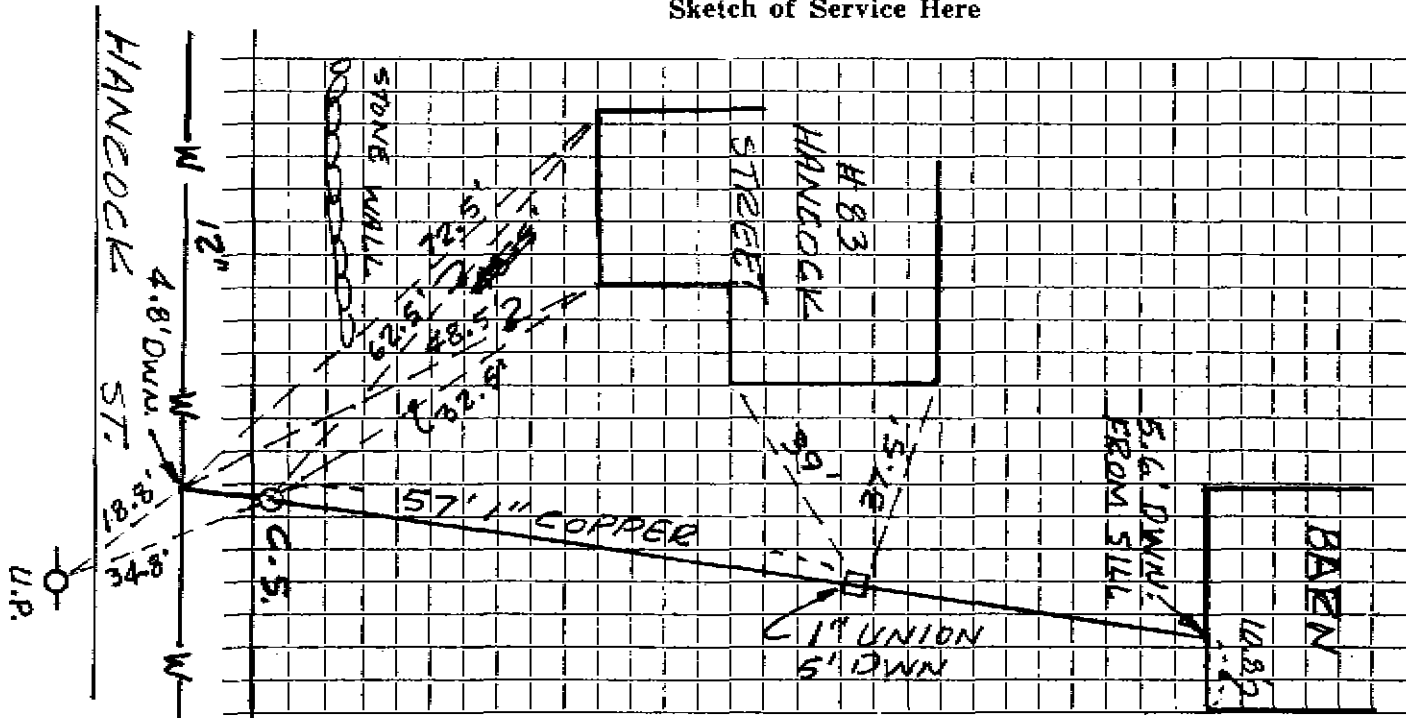 Sketch of Service Here
HANCOCK ST.
W
12"
4.8' DWN.
W
W
18.8'
34.8'
U.P.
STONE WALL
72.5'
62.5'
48.5
32.5'
C.S.
57' 1" COPPER
#83
HANCOCK
STREET
39'
37.5'
1" UNION
5' DWN
5.6' DWN.
FROM SILL
BARN
10.8'